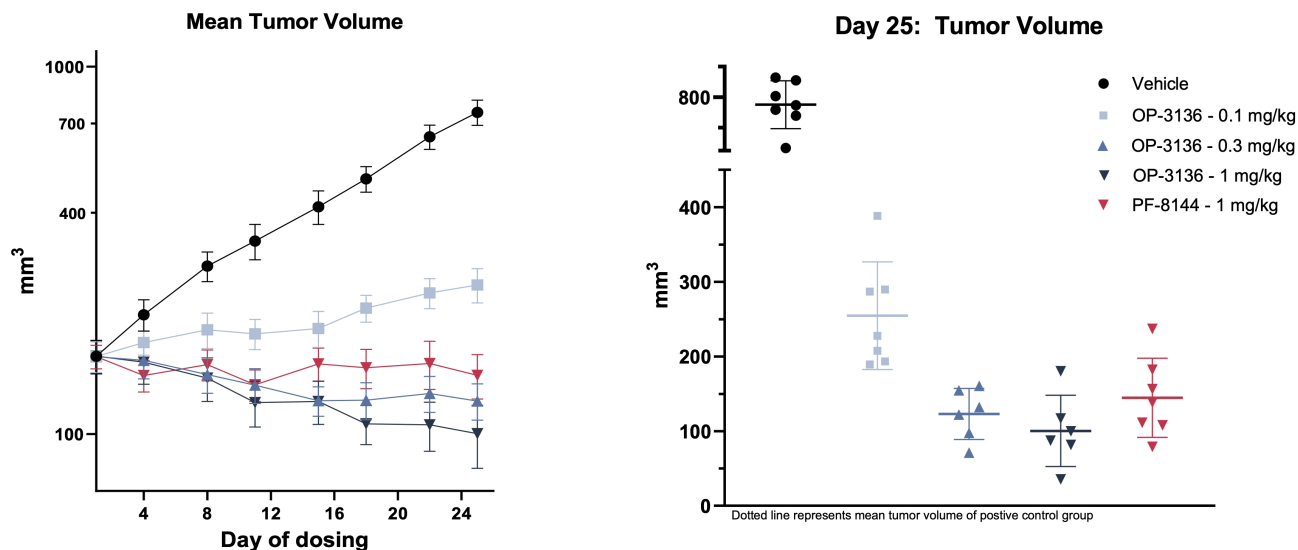 Mean Tumor Volume
1000
700
400
100
mm3
4 8 12 16 20 24
Day of dosing
Day 25: Tumor Volume
800
400
300
200
100
0
mm3
Vehicle
OP-3136 - 0.1 mg/kg
OP-3136 - 0.3 mg/kg
OP-3136 - 1 mg/kg
PF-8144 - 1 mg/kg
Dotted line represents mean tumor volume of postive control group